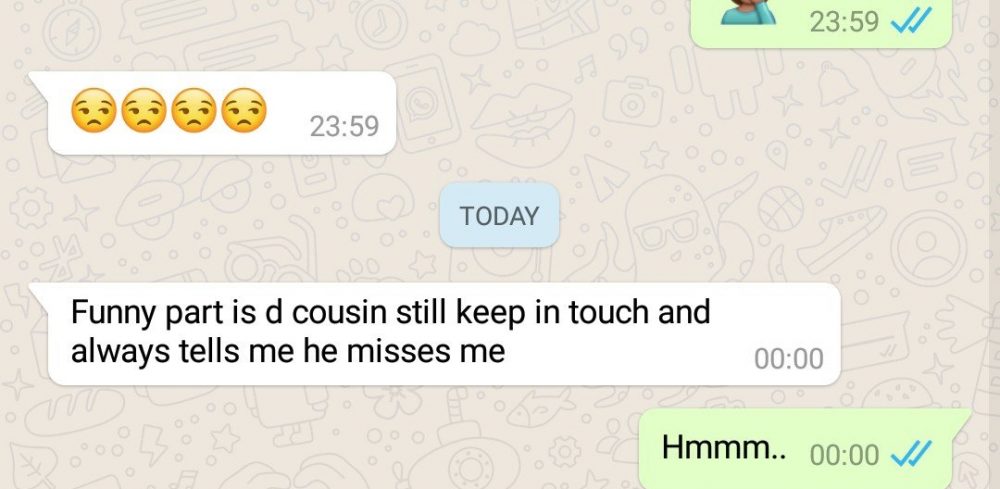 23:59
😒😒😒😒 23:59
TODAY
Funny part is d cousin still keep in touch and
always tells me he misses me 00:00
Hmmm.. 00:00